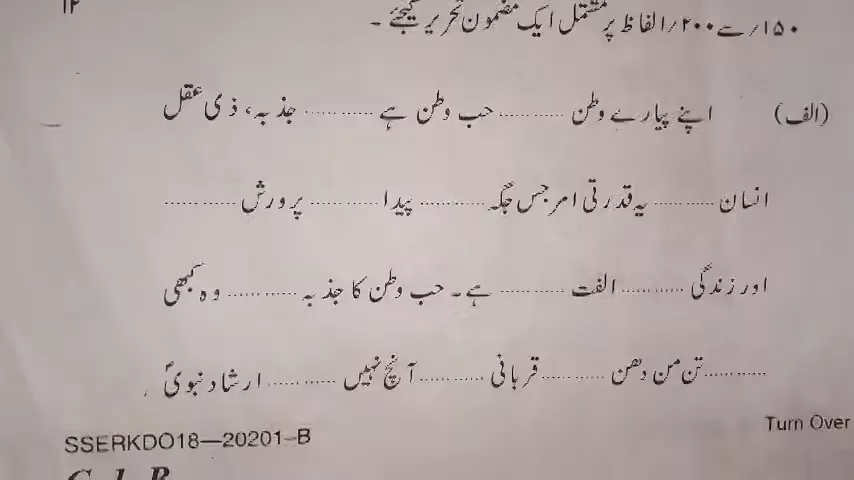 ۱۲
۱۵۰؍ سے ۲۰۰؍ الفاظ پر مشتمل ایک مضمون تحریر کیجئے ۔
(الف) اپنے پیارے وطن ............ حب وطن ہے ............ جذبہ، ذی عقل
انسان ............ یہ قدرتی امر جس جگہ ............ پیدا ............ پرورش ............
اور زندگی ............ الفت ............ ہے۔ حب وطن کا جذبہ ............ وہ کبھی
............ تن من دھن ............ قربانی ............ آنچ نہیں ............ ارشاد نبویؐ
Turn Over
SSERKDO18—20201–B